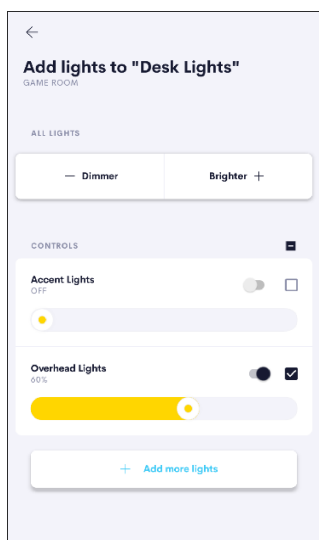 Add lights to "Desk Lights"
GAME ROOM
ALL LIGHTS
Dimmer
Brighter
CONTROLS
Accent Lights
OFF
Overhead Lights
60%
Add more lights